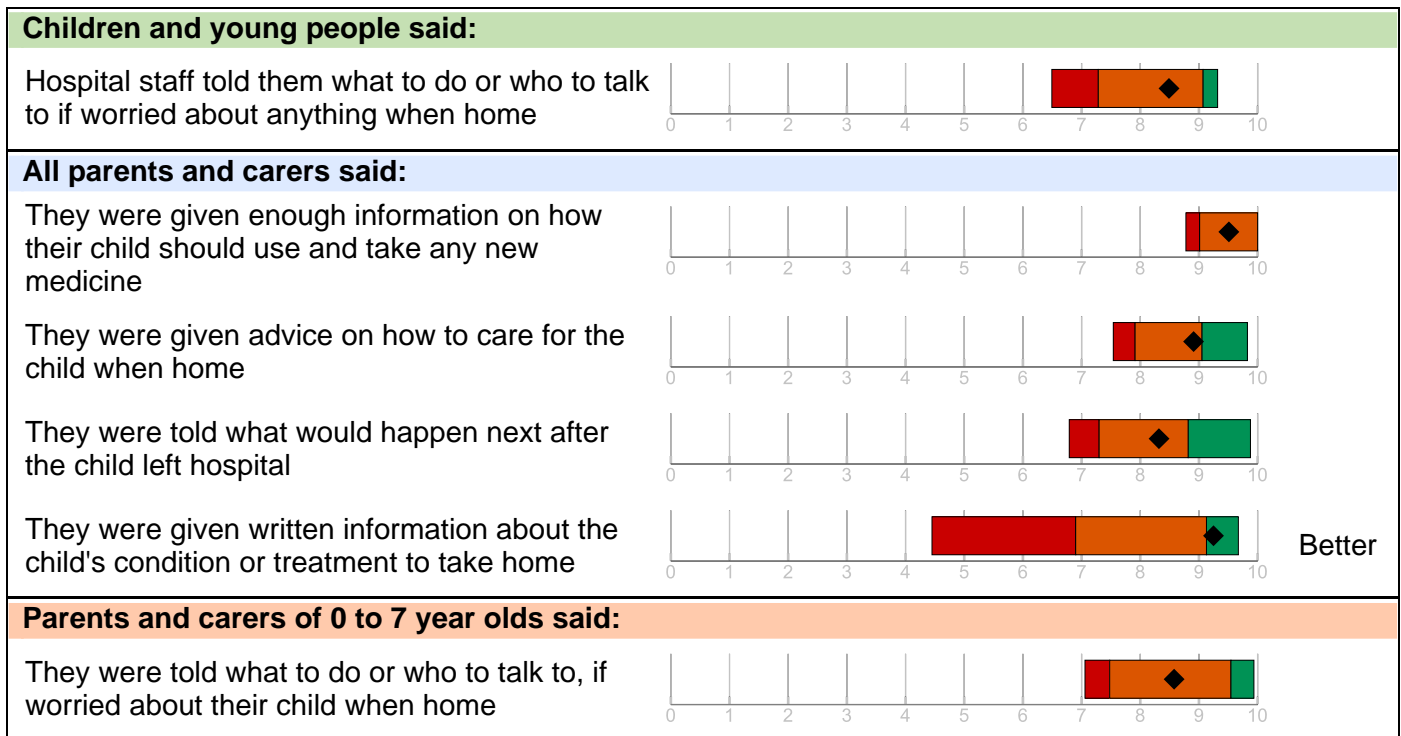 Children and young people said:
Hospital staff told them what to do or who to talk
to if worried about anything when home
0 1 2 3 4 5 6 7 8 9 10
All parents and carers said:
They were given enough information on how
their child should use and take any new
medicine
0 1 2 3 4 5 6 7 8 9 10
They were given advice on how to care for the
child when home
0 1 2 3 4 5 6 7 8 9 10
They were told what would happen next after
the child left hospital
0 1 2 3 4 5 6 7 8 9 10
They were given written information about the
child's condition or treatment to take home
0 1 2 3 4 5 6 7 8 9 10
Better
Parents and carers of 0 to 7 year olds said:
They were told what to do or who to talk to, if
worried about their child when home
0 1 2 3 4 5 6 7 8 9 10